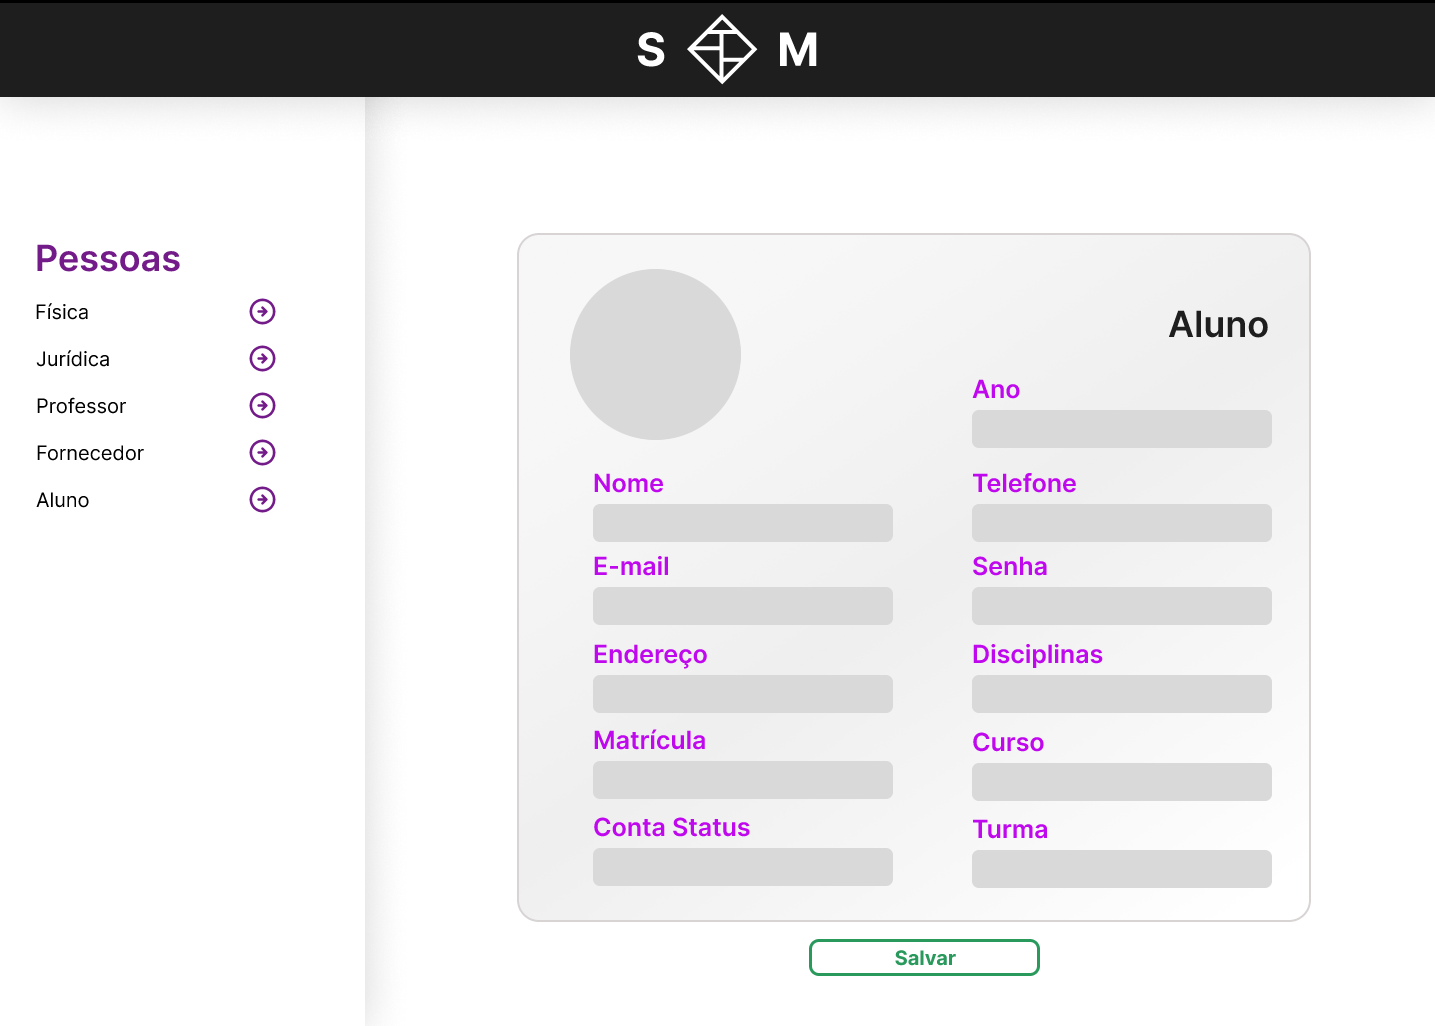 S M
Pessoas
Física
Jurídica
Professor
Fornecedor
Aluno
Aluno
Ano
Nome
Telefone
E-mail
Senha
Endereço
Disciplinas
Matrícula
Curso
Conta Status
Turma
Salvar